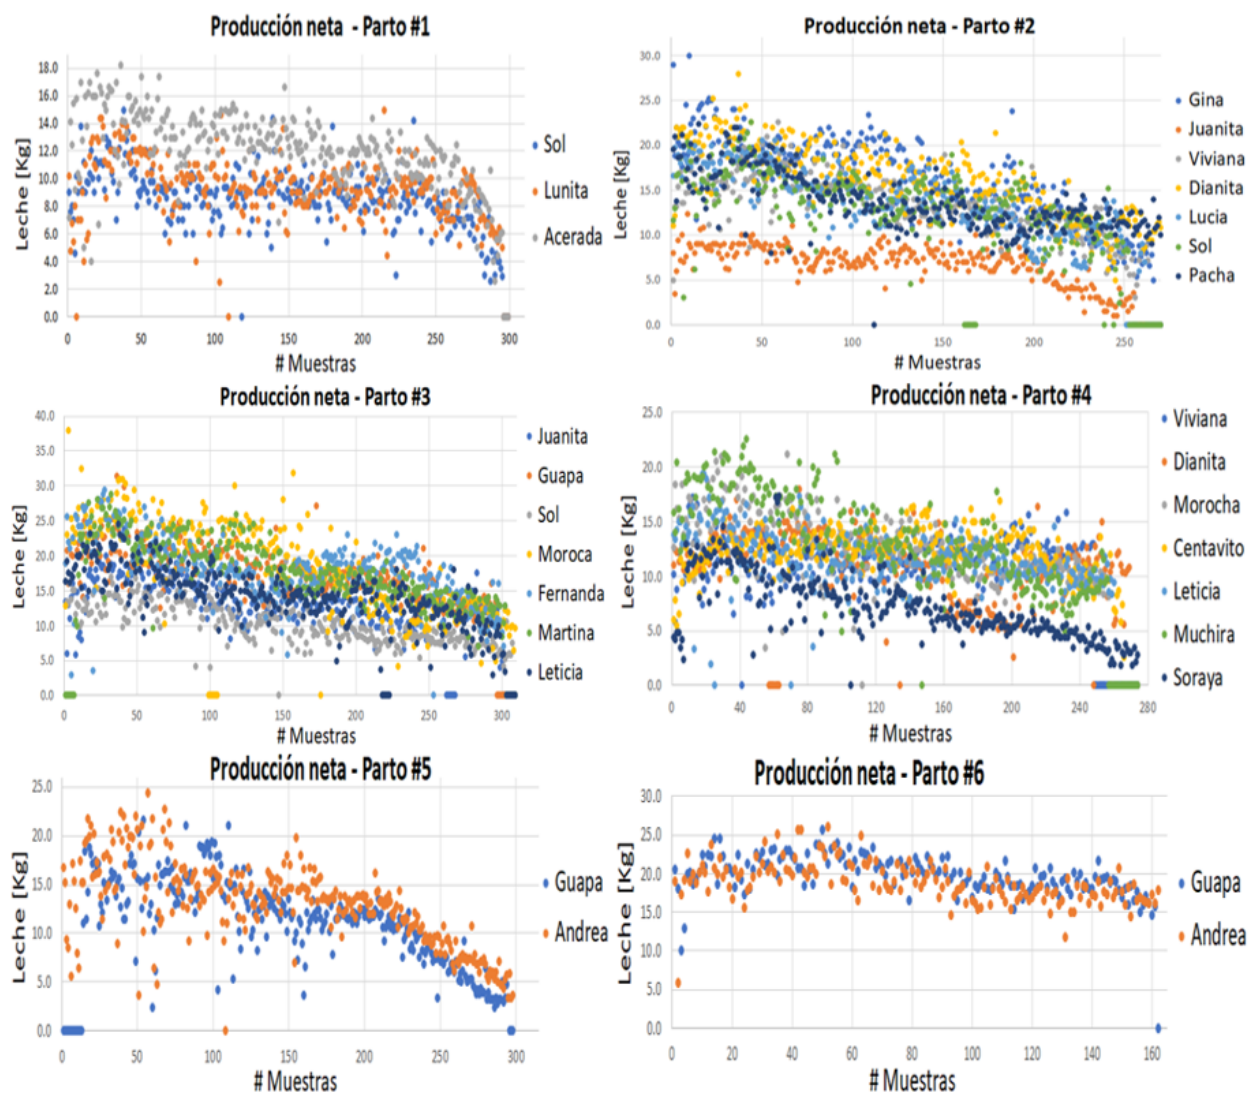 Producción neta - Parto #1
18.0
16.0
14.0
12.0
10.0
8.0
6.0
4.0
2.0
0.0
Leche [Kg]
0 50 100 150 200 250 300
# Muestras
Sol
Lunita
Acerada
Producción neta - Parto #2
30.0
25.0
20.0
15.0
10.0
5.0
0.0
Leche [Kg]
0 50 100 150 200 250
# Muestras
Gina
Juanita
Viviana
Dianita
Lucia
Sol
Pacha
Producción neta - Parto #3
40.0
35.0
30.0
25.0
20.0
15.0
10.0
5.0
0.0
Leche [Kg]
0 50 100 150 200 250 300
# Muestras
Juanita
Guapa
Sol
Moroca
Fernanda
Martina
Leticia
Producción neta - Parto #4
25.0
20.0
15.0
10.0
5.0
0.0
Leche [Kg]
0 40 80 120 160 200 240 280
# Muestras
Viviana
Dianita
Morocha
Centavito
Leticia
Muchira
Soraya
Producción neta - Parto #5
25.0
20.0
15.0
10.0
5.0
0.0
Leche [Kg]
0 50 100 150 200 250 300
# Muestras
Guapa
Andrea
Producción neta - Parto #6
30.0
25.0
20.0
15.0
10.0
5.0
0.0
Leche [Kg]
0 20 40 60 80 100 120 140 160
# Muestras
Guapa
Andrea